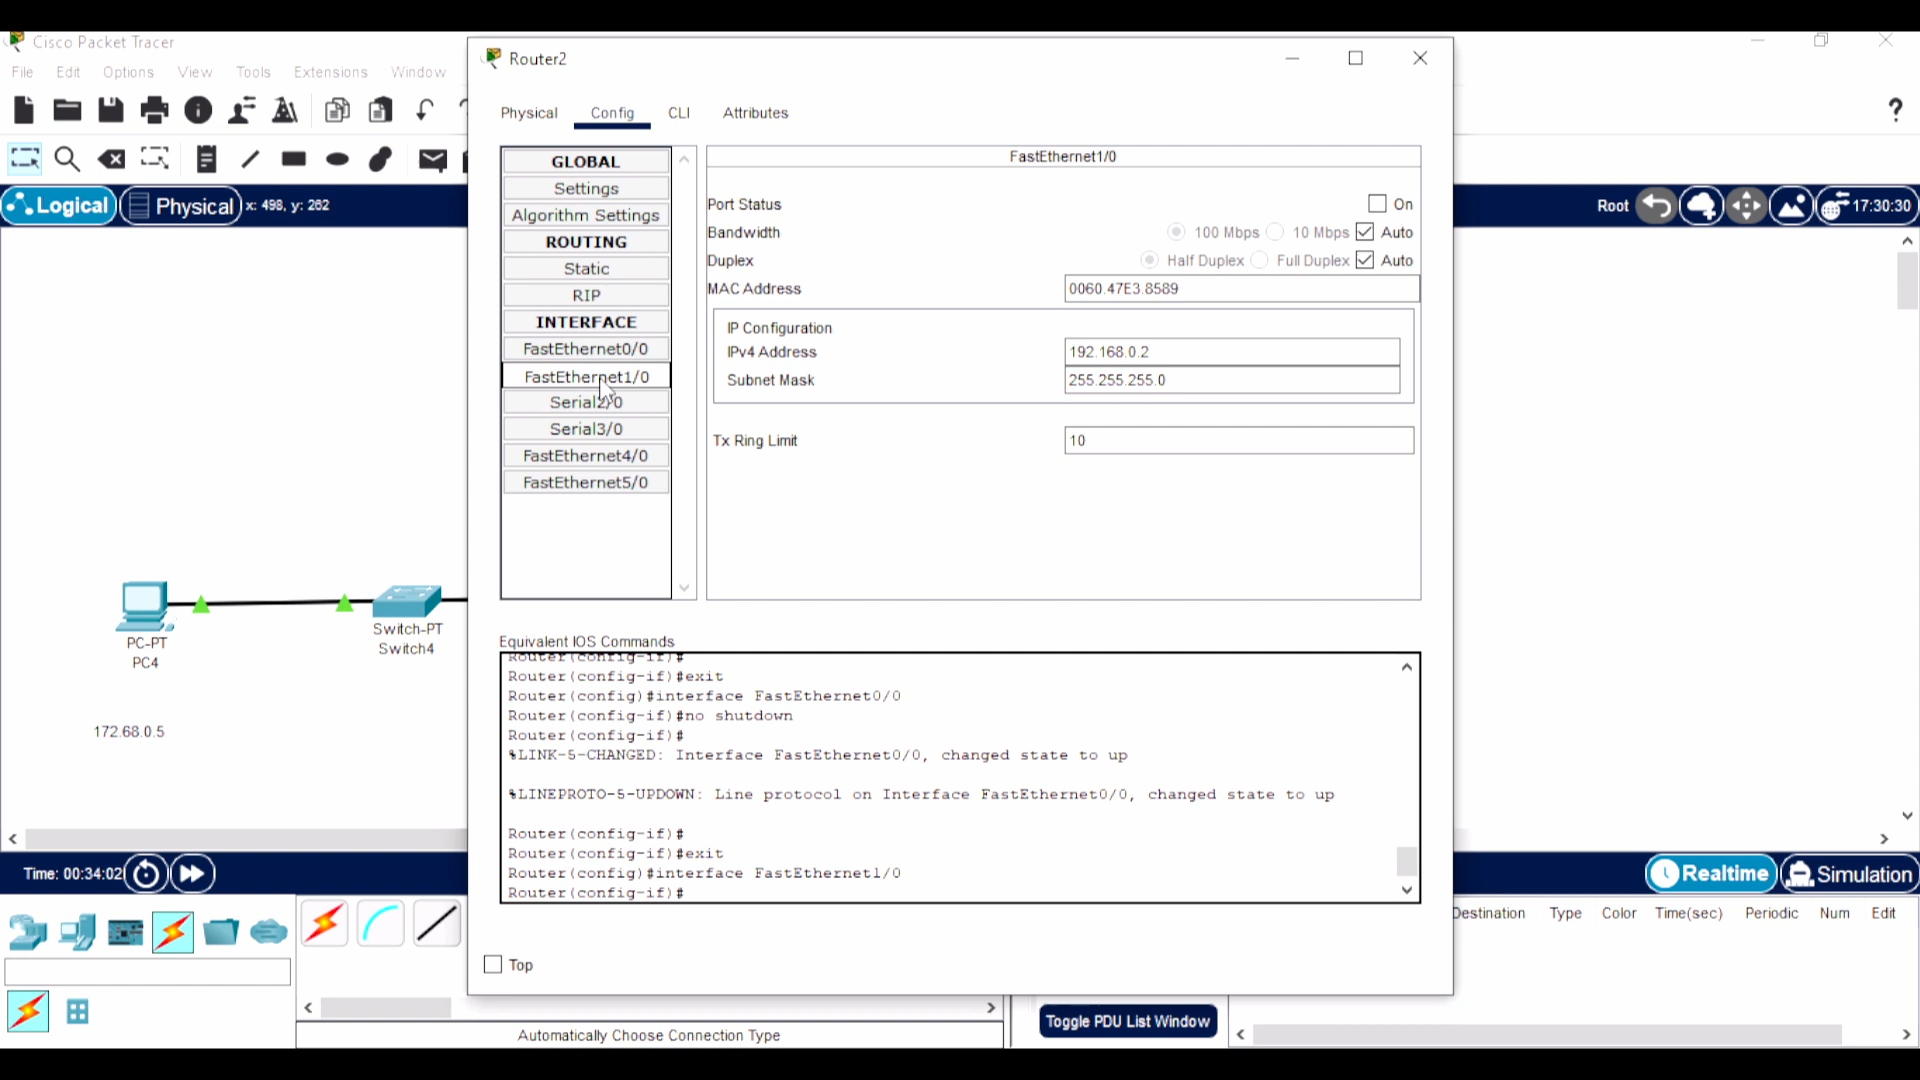 Cisco Packet Tracer
File Edit Options View Tools Extensions Window
Router2
Physical Config CLI Attributes
Logical Physical x: 498, y: 262
Root 17:30:30
GLOBAL
Settings
Algorithm Settings
ROUTING
Static
RIP
INTERFACE
FastEthernet0/0
FastEthernet1/0
Serial2/0
Serial3/0
FastEthernet4/0
FastEthernet5/0
FastEthernet1/0
Port Status On
Bandwidth 100 Mbps 10 Mbps Auto
Duplex Half Duplex Full Duplex Auto
MAC Address 0060.47E3.8589
IP Configuration
IPv4 Address 192.168.0.2
Subnet Mask 255.255.255.0
Tx Ring Limit 10
PC-PT
PC4
Switch-PT
Switch4
172.68.0.5
Equivalent IOS Commands
Router(config-if)#
Router(config-if)#exit
Router(config)#interface FastEthernet0/0
Router(config-if)#no shutdown
Router(config-if)#
%LINK-5-CHANGED: Interface FastEthernet0/0, changed state to up
%LINEPROTO-5-UPDOWN: Line protocol on Interface FastEthernet0/0, changed state to up
Router(config-if)#
Router(config-if)#exit
Router(config)#interface FastEthernet1/0
Router(config-if)#
Top
Time: 00:34:02
Realtime Simulation
Destination Type Color Time(sec) Periodic Num Edit
Toggle PDU List Window
Automatically Choose Connection Type